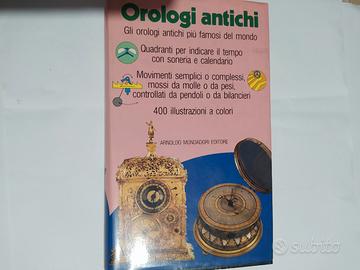 Orologi antichi
Gli orologi antichi più famosi del mondo
Quadranti per indicare il tempo
con soneria e calendario
Movimenti semplici o complessi,
mossi da molle o da pesi,
controllati da pendoli o da bilancieri
400 illustrazioni a colori
ARNOLDO MONDADORI EDITORE
subito